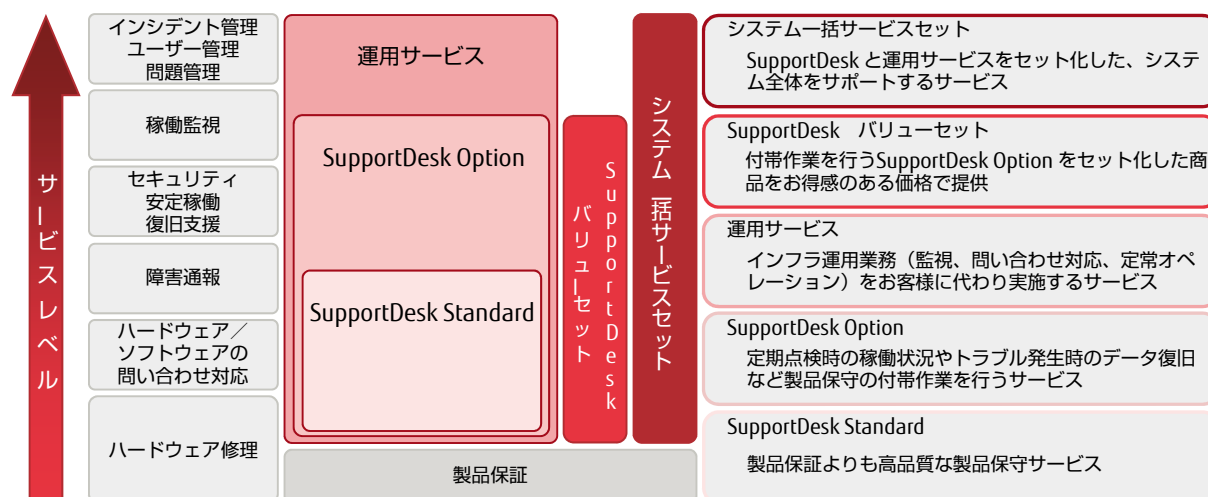 サービスレベル
インシデント管理
ユーザー管理
問題管理
稼働監視
セキュリティ
安定稼働
復旧支援
障害通報
ハードウェア／
ソフトウェアの
問い合わせ対応
ハードウェア修理
運用サービス
SupportDesk Option
SupportDesk Standard
製品保証
SupportDesk
バリューセット
システム一括サービスセット
システム一括サービスセット
SupportDesk と運用サービスをセット化した、システ
ム全体をサポートするサービス
SupportDesk　バリューセット
付帯作業を行うSupportDesk Option をセット化した商
品をお得感のある価格で提供
運用サービス
インフラ運用業務（監視、問い合わせ対応、定常オペ
レーション）をお客様に代わり実施するサービス
SupportDesk Option
定期点検時の稼働状況やトラブル発生時のデータ復旧
など製品保守の付帯作業を行うサービス
SupportDesk Standard
製品保証よりも高品質な製品保守サービス